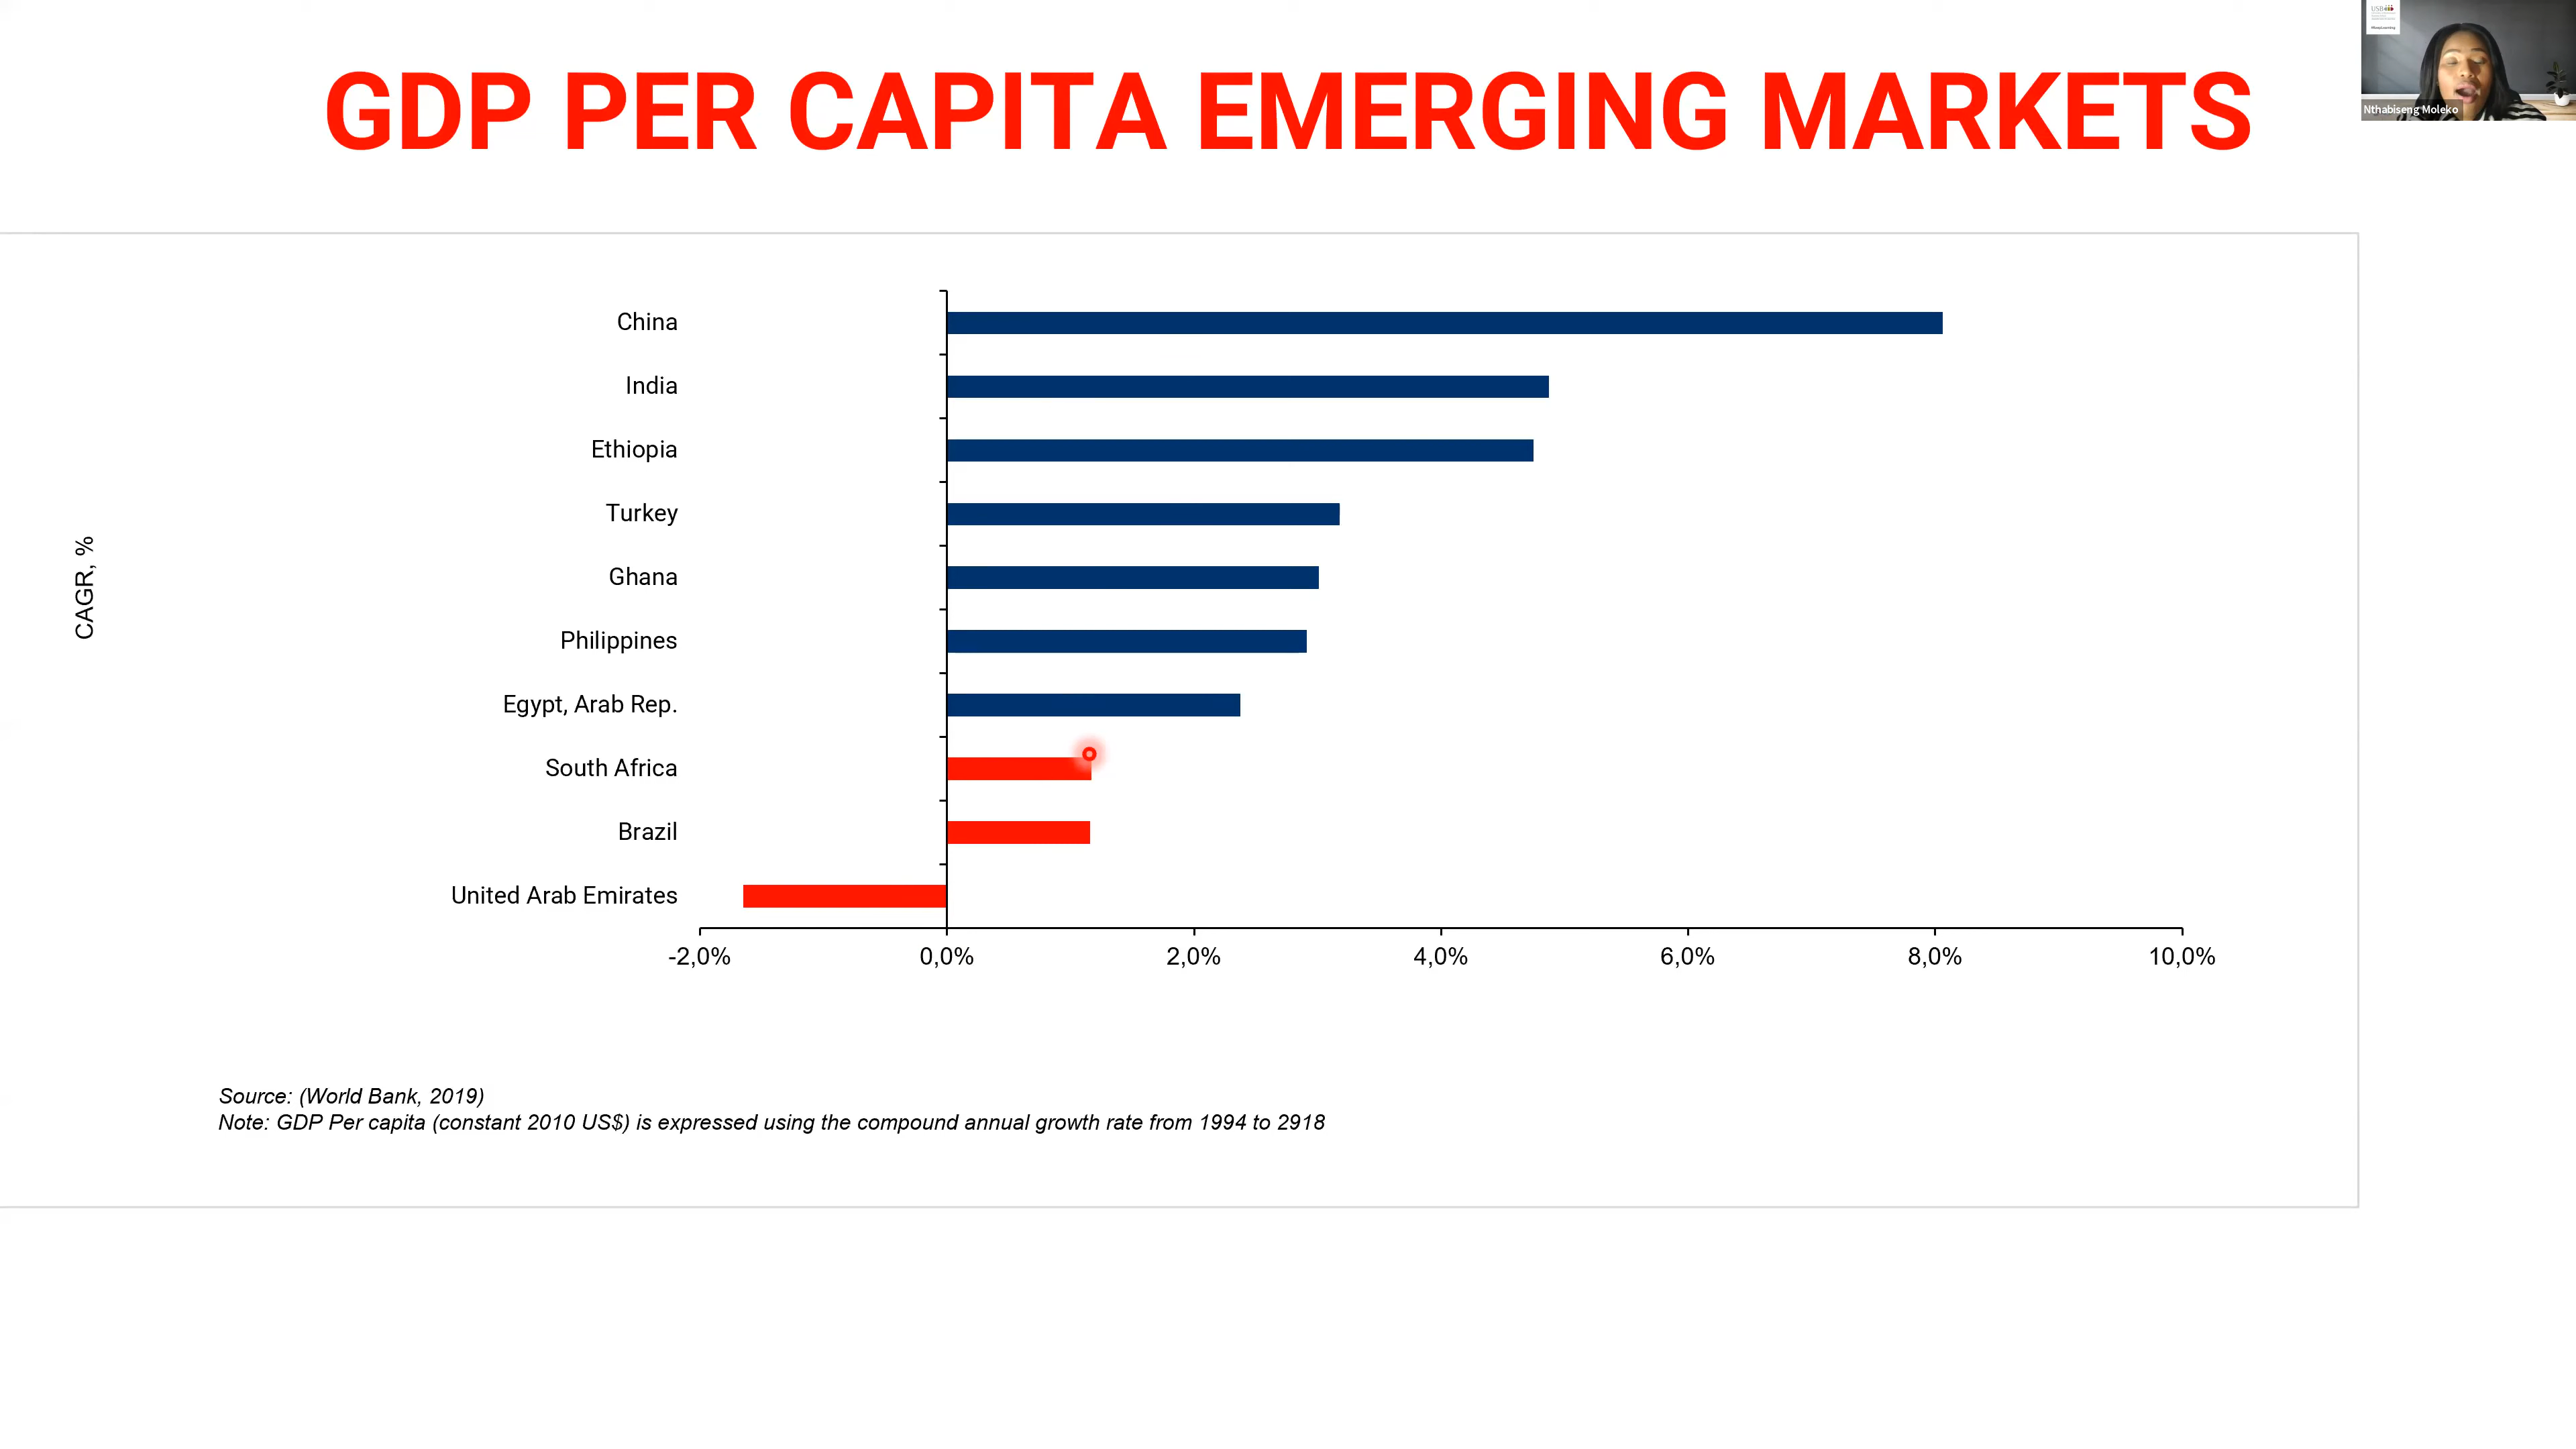 GDP PER CAPITA EMERGING MARKETS
USB
Nthabiseng Moleko
CAGR, %
China
India
Ethiopia
Turkey
Ghana
Philippines
Egypt, Arab Rep.
South Africa
Brazil
United Arab Emirates
-2,0% 0,0% 2,0% 4,0% 6,0% 8,0% 10,0%
Source: (World Bank, 2019)
Note: GDP Per capita (constant 2010 US$) is expressed using the compound annual growth rate from 1994 to 2918